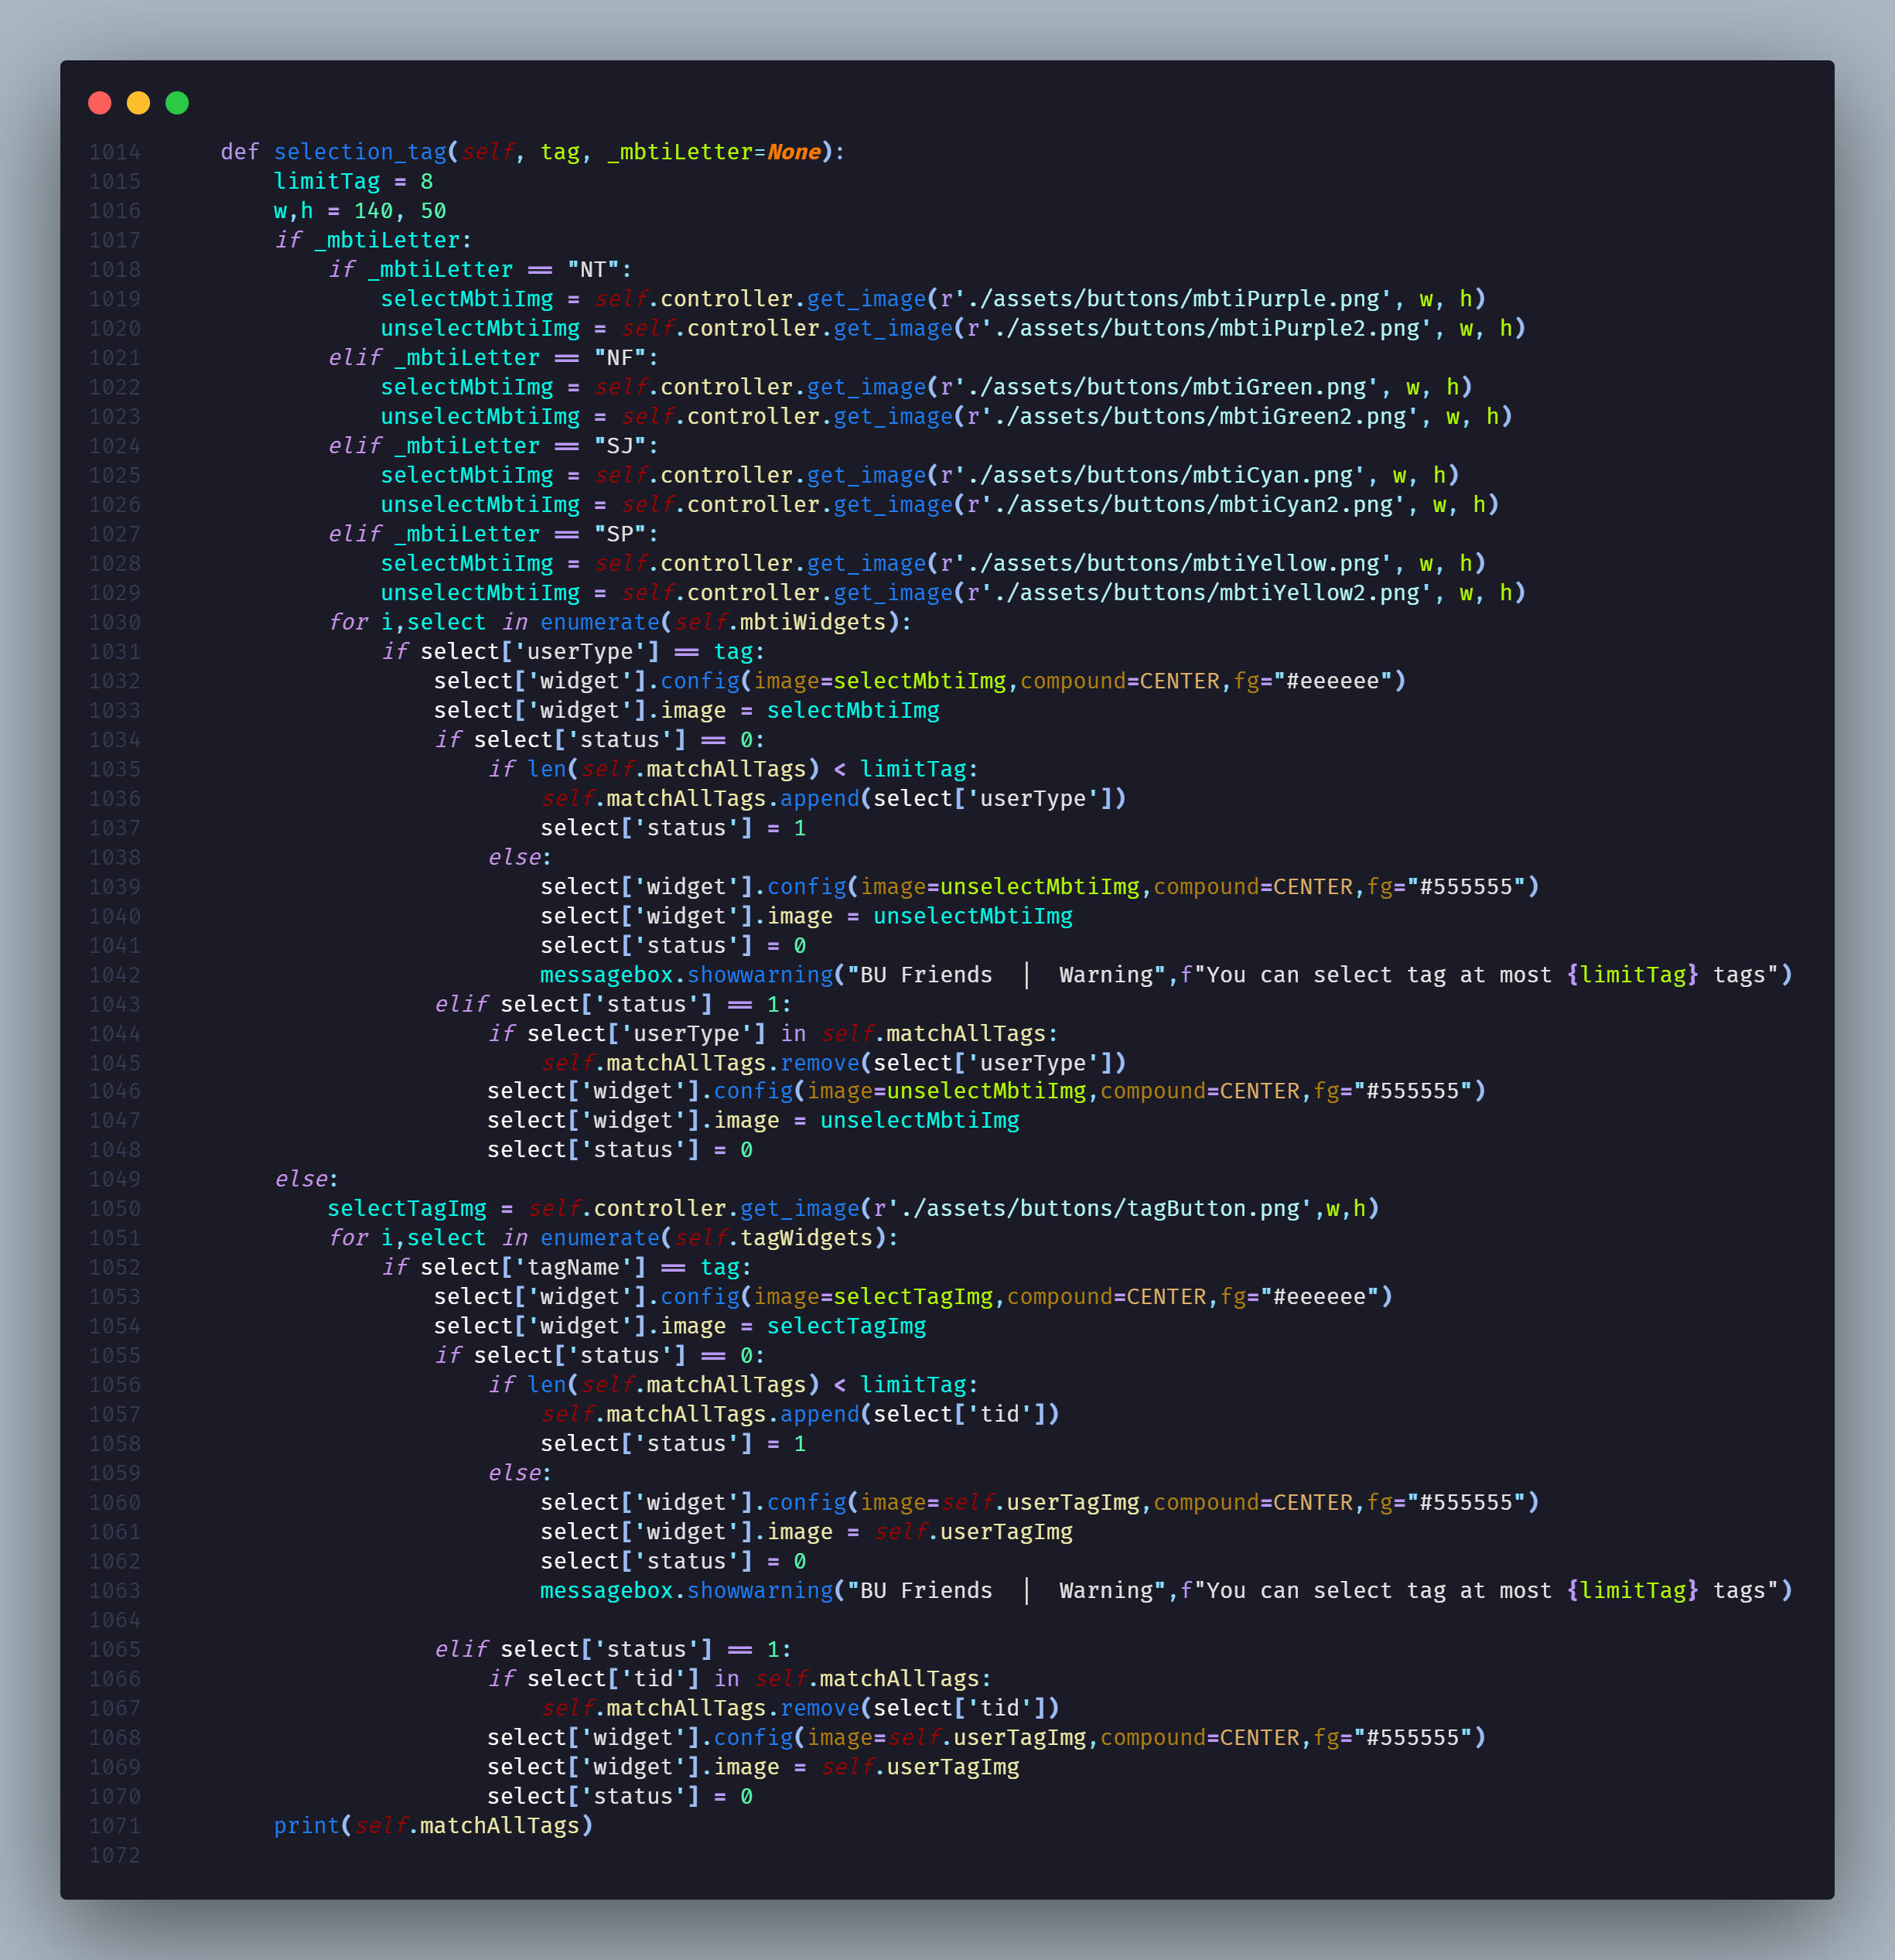 1014      def selection_tag(self, tag, _mbtiLetter=None):
1015          limitTag = 8
1016          w,h = 140, 50
1017          if _mbtiLetter:
1018              if _mbtiLetter == "NT":
1019                  selectMbtiImg = self.controller.get_image(r'./assets/buttons/mbtiPurple.png', w, h)
1020                  unselectMbtiImg = self.controller.get_image(r'./assets/buttons/mbtiPurple2.png', w, h)
1021              elif _mbtiLetter == "NF":
1022                  selectMbtiImg = self.controller.get_image(r'./assets/buttons/mbtiGreen.png', w, h)
1023                  unselectMbtiImg = self.controller.get_image(r'./assets/buttons/mbtiGreen2.png', w, h)
1024              elif _mbtiLetter == "SJ":
1025                  selectMbtiImg = self.controller.get_image(r'./assets/buttons/mbtiCyan.png', w, h)
1026                  unselectMbtiImg = self.controller.get_image(r'./assets/buttons/mbtiCyan2.png', w, h)
1027              elif _mbtiLetter == "SP":
1028                  selectMbtiImg = self.controller.get_image(r'./assets/buttons/mbtiYellow.png', w, h)
1029                  unselectMbtiImg = self.controller.get_image(r'./assets/buttons/mbtiYellow2.png', w, h)
1030              for i,select in enumerate(self.mbtiWidgets):
1031                  if select['userType'] == tag:
1032                      select['widget'].config(image=selectMbtiImg,compound=CENTER,fg="#eeeeee")
1033                      select['widget'].image = selectMbtiImg
1034                      if select['status'] == 0:
1035                          if len(self.matchAllTags) < limitTag:
1036                              self.matchAllTags.append(select['userType'])
1037                              select['status'] = 1
1038                          else:
1039                              select['widget'].config(image=unselectMbtiImg,compound=CENTER,fg="#555555")
1040                              select['widget'].image = unselectMbtiImg
1041                              select['status'] = 0
1042                              messagebox.showwarning("BU Friends  |  Warning",f"You can select tag at most {limitTag} tags")
1043                      elif select['status'] == 1:
1044                          if select['userType'] in self.matchAllTags:
1045                              self.matchAllTags.remove(select['userType'])
1046                          select['widget'].config(image=unselectMbtiImg,compound=CENTER,fg="#555555")
1047                          select['widget'].image = unselectMbtiImg
1048                          select['status'] = 0
1049          else:
1050              selectTagImg = self.controller.get_image(r'./assets/buttons/tagButton.png',w,h)
1051              for i,select in enumerate(self.tagWidgets):
1052                  if select['tagName'] == tag:
1053                      select['widget'].config(image=selectTagImg,compound=CENTER,fg="#eeeeee")
1054                      select['widget'].image = selectTagImg
1055                      if select['status'] == 0:
1056                          if len(self.matchAllTags) < limitTag:
1057                              self.matchAllTags.append(select['tid'])
1058                              select['status'] = 1
1059                          else:
1060                              select['widget'].config(image=self.userTagImg,compound=CENTER,fg="#555555")
1061                              select['widget'].image = self.userTagImg
1062                              select['status'] = 0
1063                              messagebox.showwarning("BU Friends  |  Warning",f"You can select tag at most {limitTag} tags")
1064
1065                      elif select['status'] == 1:
1066                          if select['tid'] in self.matchAllTags:
1067                              self.matchAllTags.remove(select['tid'])
1068                          select['widget'].config(image=self.userTagImg,compound=CENTER,fg="#555555")
1069                          select['widget'].image = self.userTagImg
1070                          select['status'] = 0
1071          print(self.matchAllTags)
1072